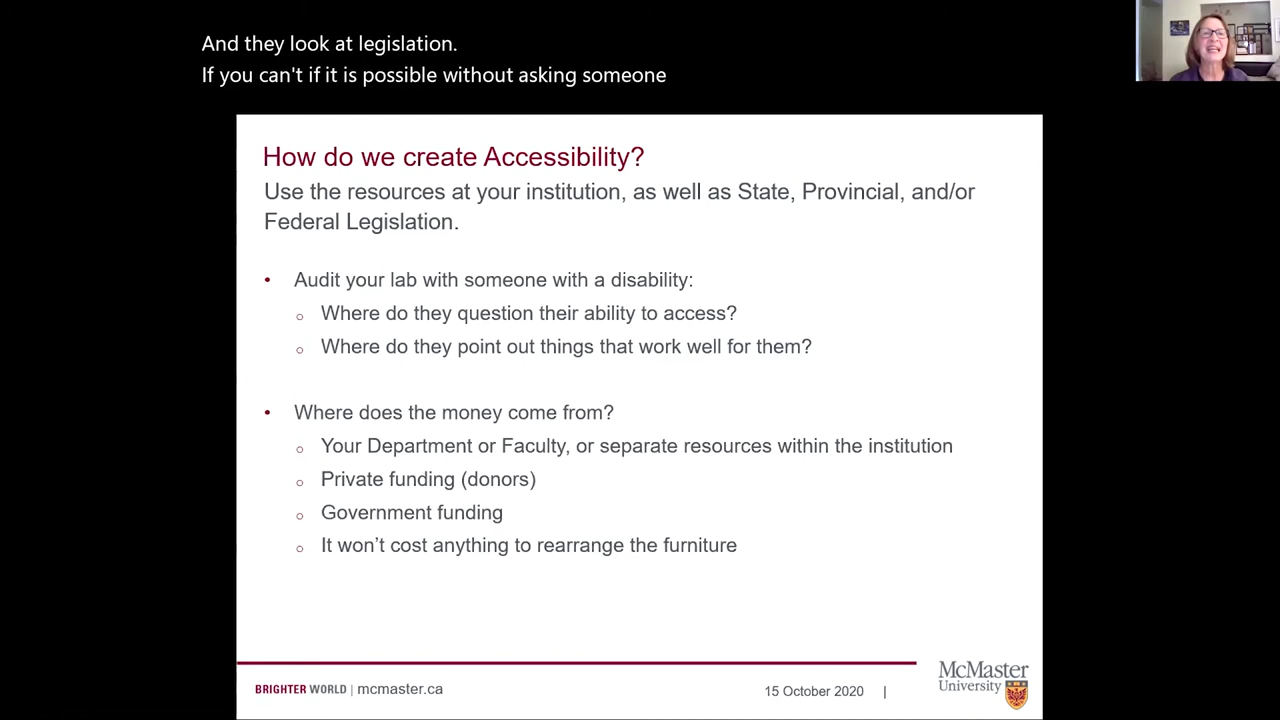 And they look at legislation.
If you can't if it is possible without asking someone
How do we create Accessibility?
Use the resources at your institution, as well as State, Provincial, and/or
Federal Legislation.
• Audit your lab with someone with a disability:
○ Where do they question their ability to access?
○ Where do they point out things that work well for them?
• Where does the money come from?
○ Your Department or Faculty, or separate resources within the institution
○ Private funding (donors)
○ Government funding
○ It won’t cost anything to rearrange the furniture
BRIGHTER WORLD | mcmaster.ca
15 October 2020 |
McMaster
University